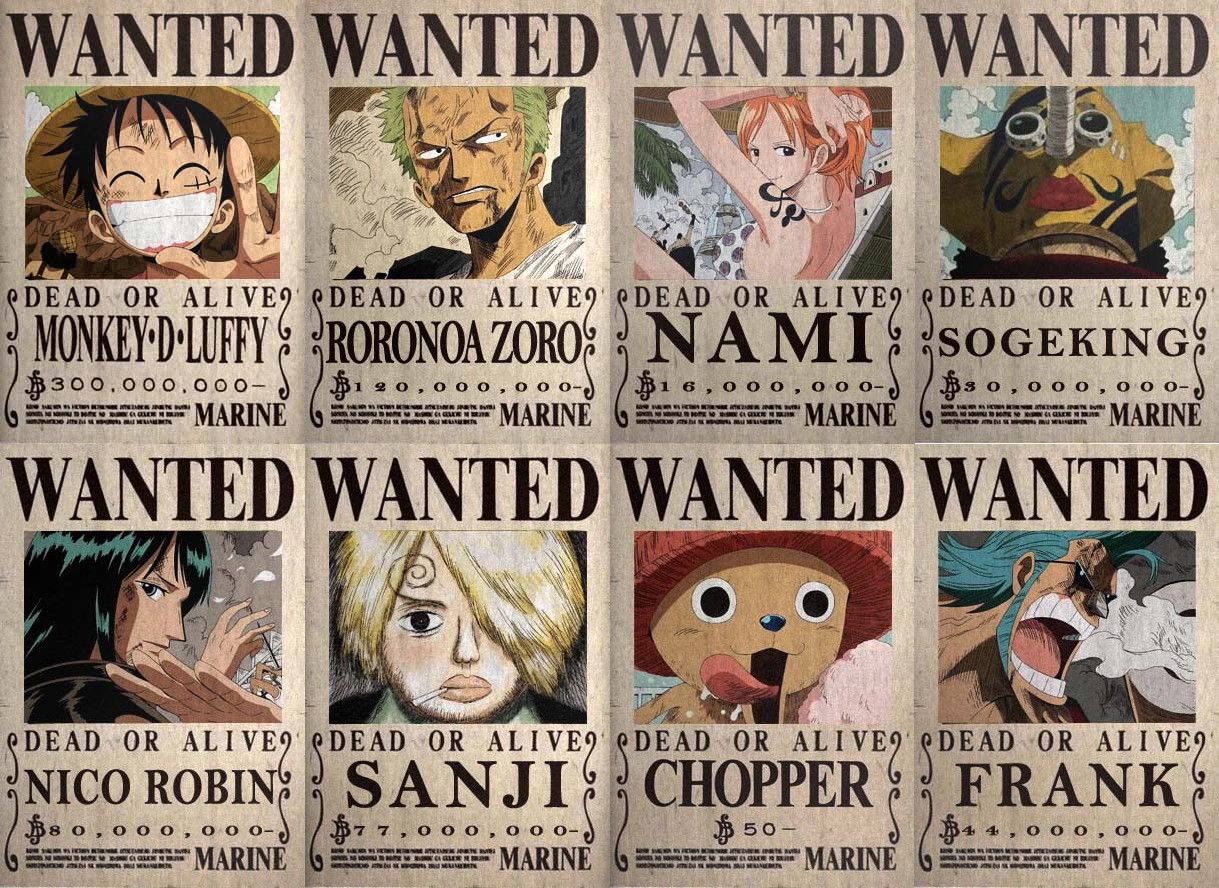 WANTED
DEAD OR ALIVE
MONKEY•D•LUFFY
฿300,000,000-
MARINE
WANTED
DEAD OR ALIVE
RORONOA ZORO
฿120,000,000-
MARINE
WANTED
DEAD OR ALIVE
NAMI
฿16,000,000-
MARINE
WANTED
DEAD OR ALIVE
SOGEKING
฿30,000,000-
MARINE
WANTED
DEAD OR ALIVE
NICO ROBIN
฿80,000,000-
MARINE
WANTED
DEAD OR ALIVE
SANJI
฿77,000,000-
MARINE
WANTED
DEAD OR ALIVE
CHOPPER
฿50-
MARINE
WANTED
DEAD OR ALIVE
FRANK
฿44,000,000-
MARINE